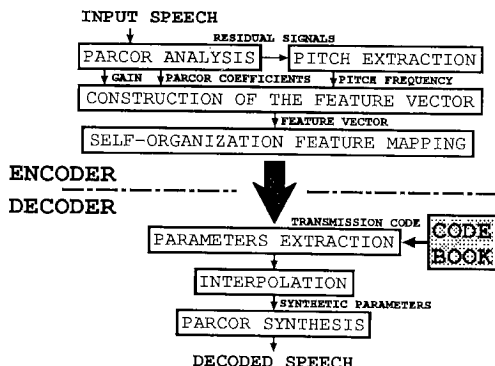 INPUT SPEECH
RESIDUAL SIGNALS
PARCOR ANALYSIS
PITCH EXTRACTION
GAIN
PARCOR COEFFICIENTS
PITCH FREQUENCY
CONSTRUCTION OF THE FEATURE VECTOR
FEATURE VECTOR
SELF-ORGANIZATION FEATURE MAPPING
ENCODER
DECODER
TRANSMISSION CODE
PARAMETERS EXTRACTION
CODE
BOOK
INTERPOLATION
SYNTHETIC PARAMETERS
PARCOR SYNTHESIS
DECODED SPEECH